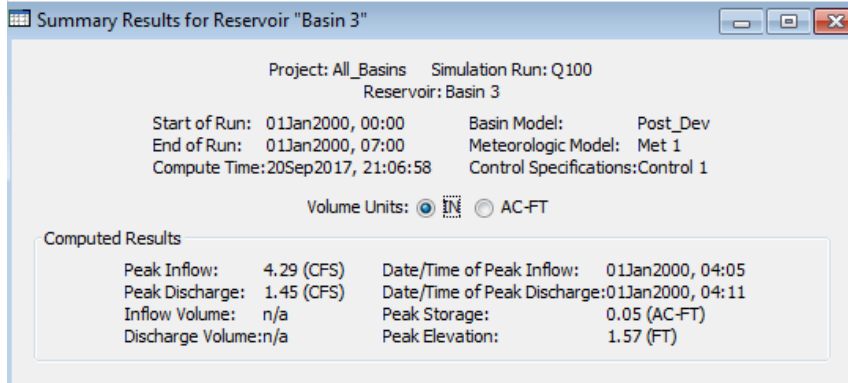 Summary Results for Reservoir "Basin 3"
Project: All_Basins Simulation Run: Q100
Reservoir: Basin 3
Start of Run: 01Jan2000, 00:00 Basin Model: Post_Dev
End of Run: 01Jan2000, 07:00 Meteorologic Model: Met 1
Compute Time:20Sep2017, 21:06:58 Control Specifications:Control 1
Volume Units: IN AC-FT
Computed Results
Peak Inflow: 4.29 (CFS) Date/Time of Peak Inflow: 01Jan2000, 04:05
Peak Discharge: 1.45 (CFS) Date/Time of Peak Discharge:01Jan2000, 04:11
Inflow Volume: n/a Peak Storage: 0.05 (AC-FT)
Discharge Volume:n/a Peak Elevation: 1.57 (FT)